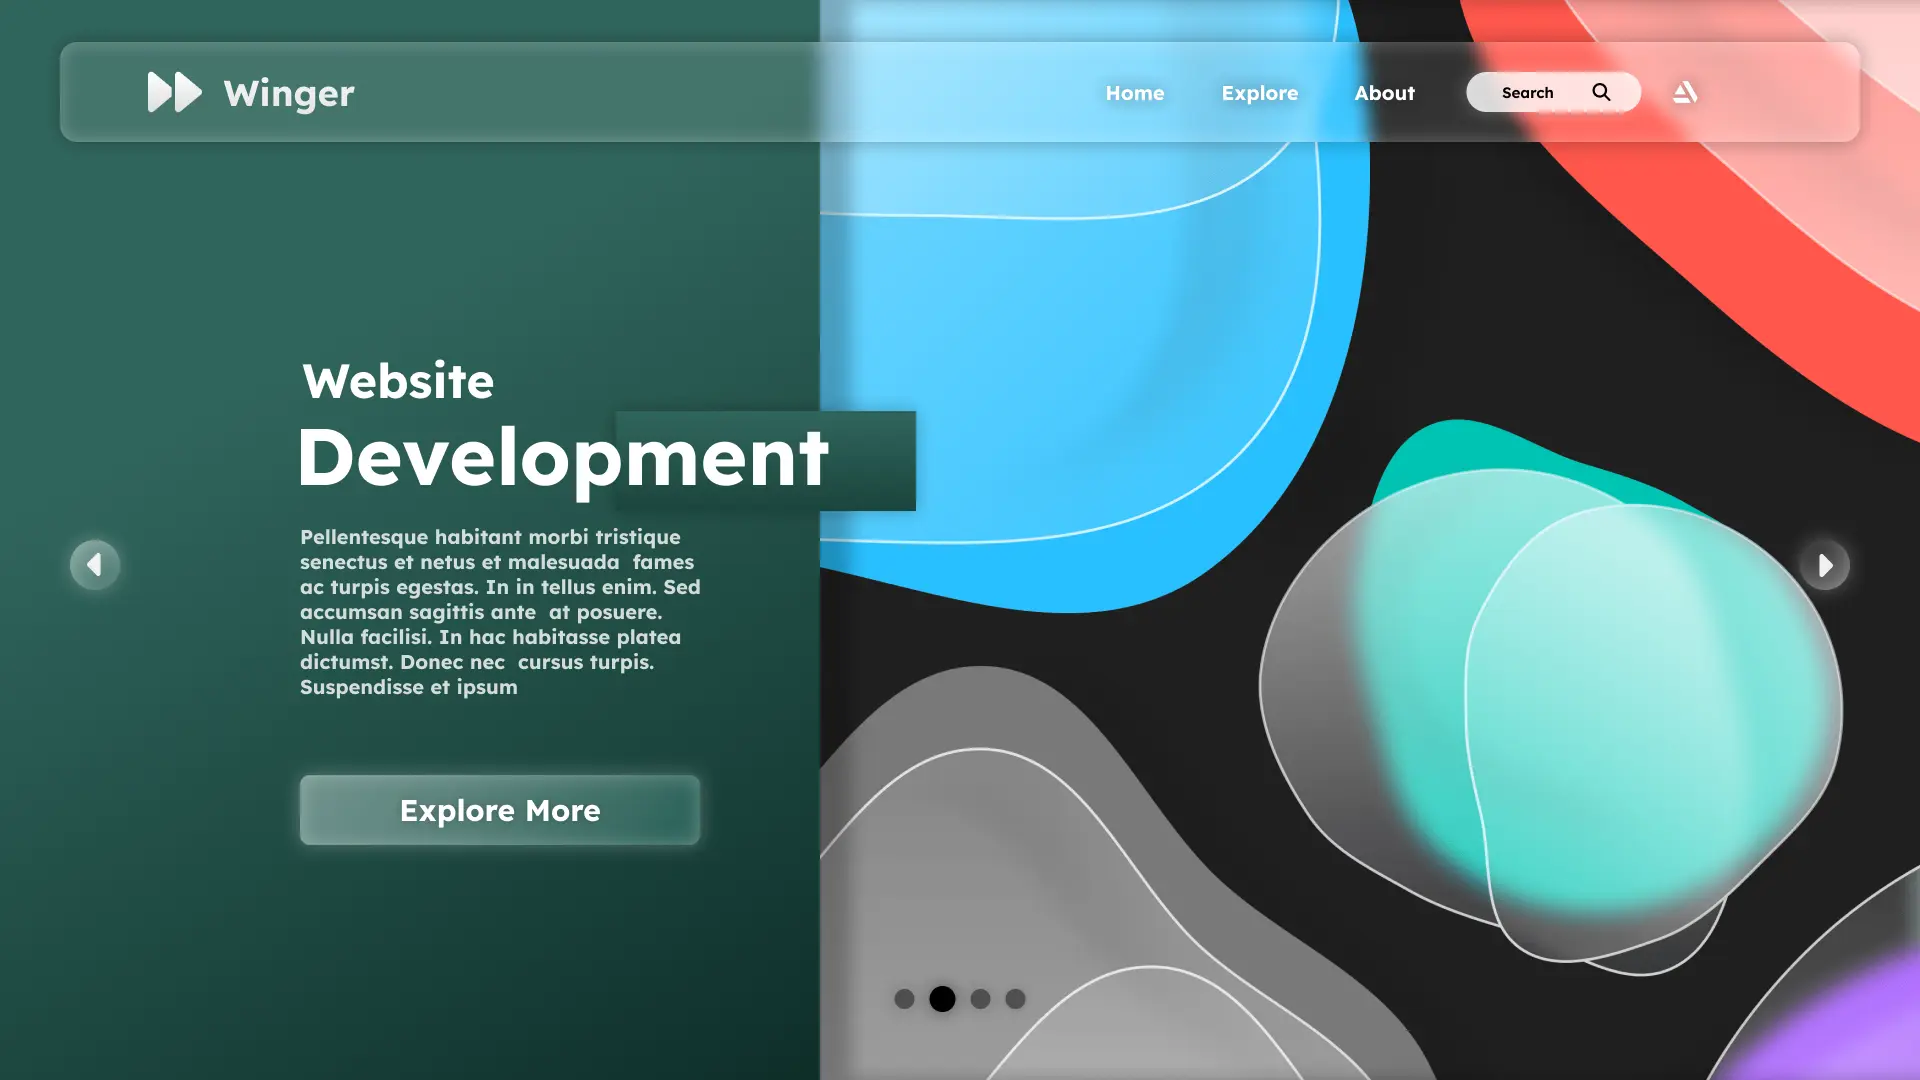 Winger
Home
Explore
About
Search
Website
Development
Pellentesque habitant morbi tristique
senectus et netus et malesuada  fames
ac turpis egestas. In in tellus enim. Sed
accumsan sagittis ante  at posuere.
Nulla facilisi. In hac habitasse platea
dictumst. Donec nec  cursus turpis.
Suspendisse et ipsum
Explore More